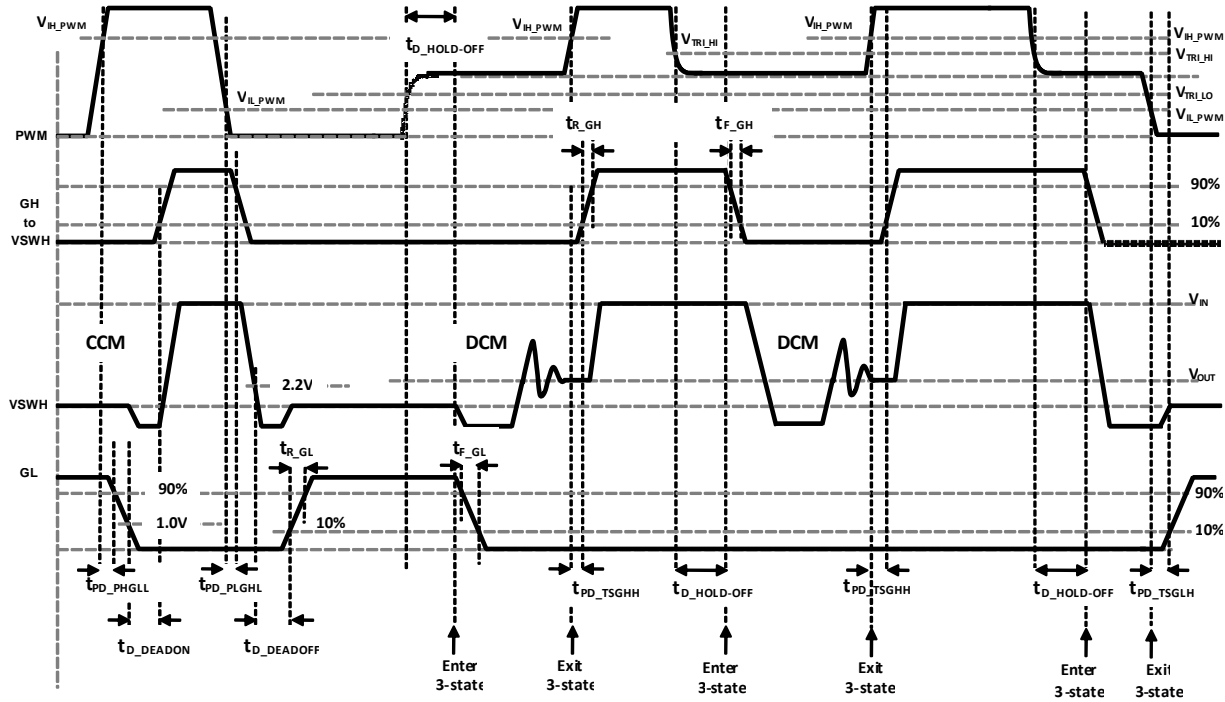 VIH_PWM
tD_HOLD-OFF
VIH_PWM
VTRI_HI
VIH_PWM
VIH_PWM
VTRI_HI
VTRI_LO
VIL_PWM
VIL_PWM
PWM
tR_GH
tF_GH
90%
GH
to
VSWH
10%
VIN
CCM
DCM
DCM
2.2V
VOUT
VSWH
tR_GL
tF_GL
GL
90%
90%
1.0V
10%
10%
tPD_PHGLL
tPD_PLGHL
tPD_TSGHH
tD_HOLD-OFF
tPD_TSGHH
tD_HOLD-OFF
tPD_TSGLH
tD_DEADON
tD_DEADOFF
Enter
3-state
Exit
3-state
Enter
3-state
Exit
3-state
Enter
3-state
Exit
3-state